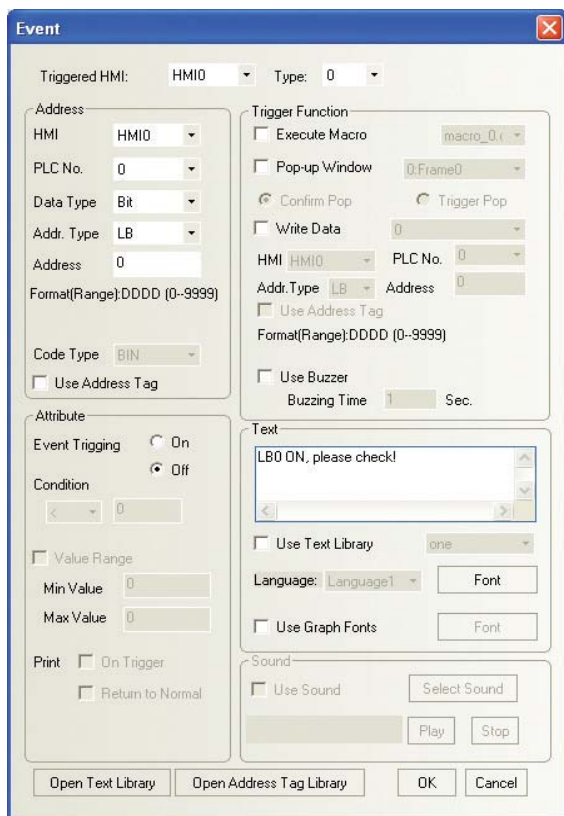 Event
Triggered HMI: HMI0 Type: 0
Address
HMI HMI0
PLC No. 0
Data Type Bit
Addr. Type LB
Address 0
Format(Range):DDDD (0--9999)
Code Type BIN
Use Address Tag
Trigger Function
Execute Macro macro_0.c
Pop-up Window 0:Frame0
Confirm Pop Trigger Pop
Write Data 0
HMI HMI0 PLC No. 0
Addr.Type LB Address 0
Use Address Tag
Format(Range):DDDD (0--9999)
Use Buzzer
Buzzing Time 1 Sec.
Attribute
Event Trigging On
Off
Condition
< 0
Value Range
Min Value 0
Max Value 0
Print On Trigger
Return to Normal
Text
LB0 ON, please check!
Use Text Library one
Language: Language1 Font
Use Graph Fonts Font
Sound
Use Sound Select Sound
Play Stop
Open Text Library Open Address Tag Library OK Cancel